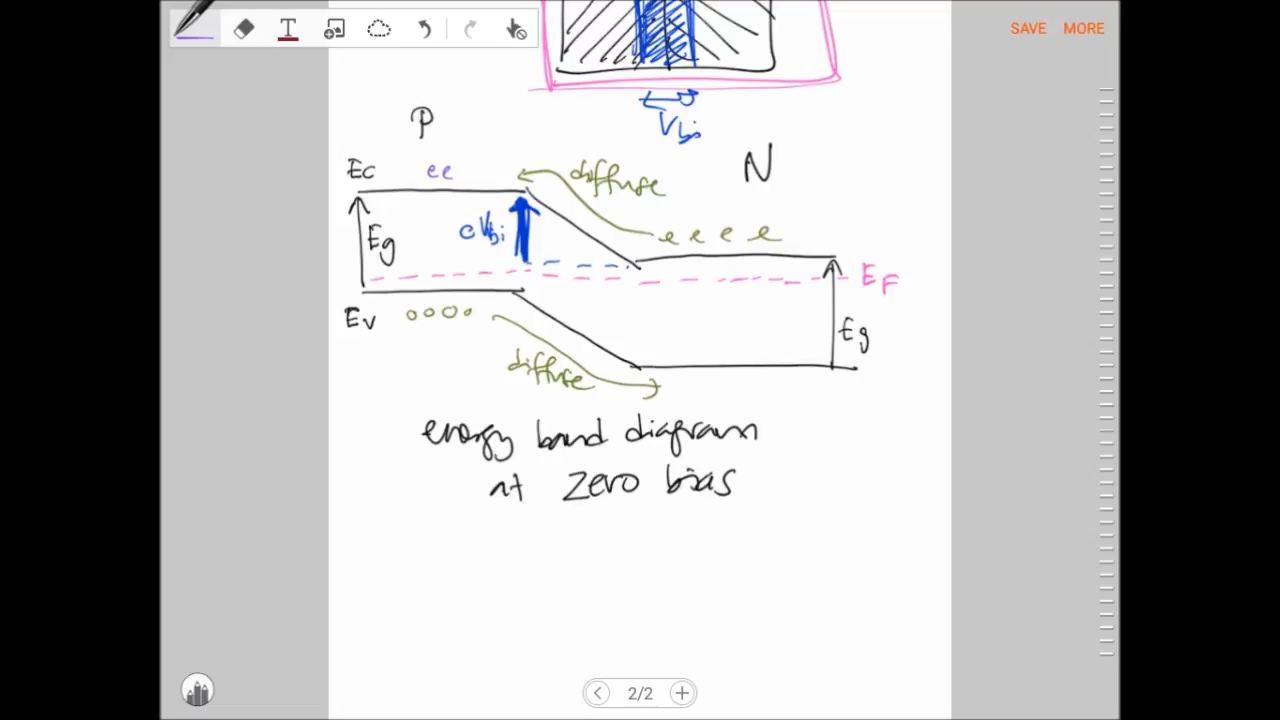 T
SAVE MORE
Vbi
P
N
Ec ee
diffuse
eVbi
e e e e
Eg
EF
Ev
Eg
diffuse
energy band diagram
at zero bias
2/2